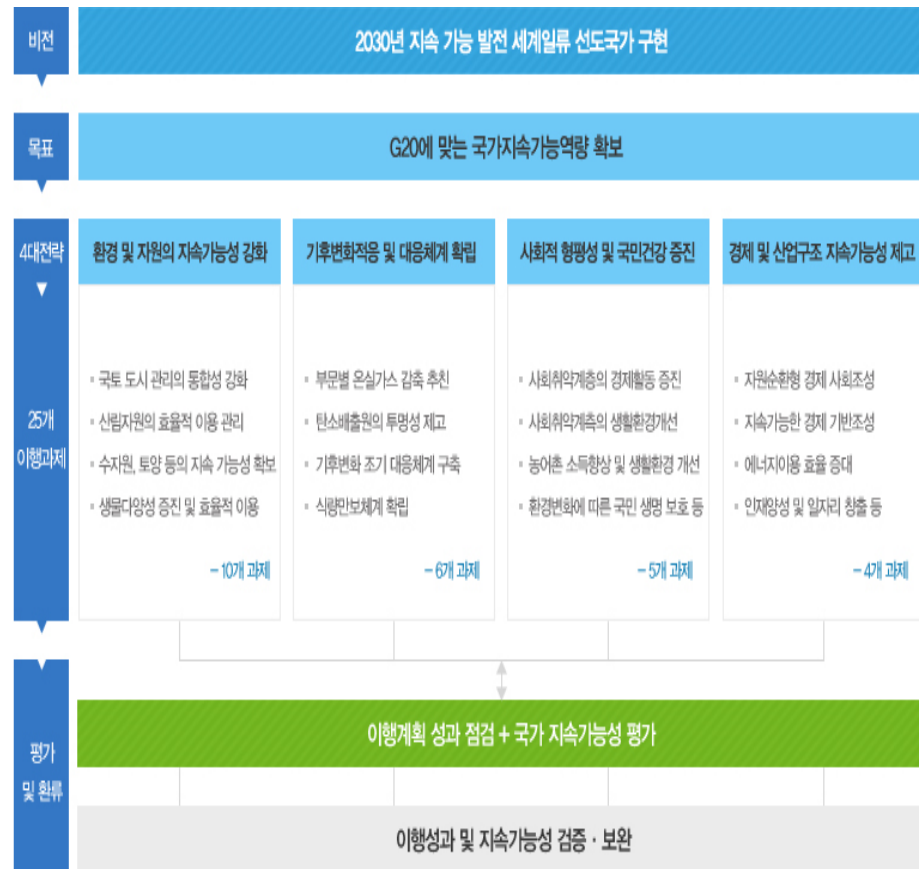 비전
2030년 지속 가능 발전 세계일류 선도국가 구현
목표
G20에 맞는 국가지속가능역량 확보
4대전략
▼
25개
이행과제
환경 및 자원의 지속가능성 강화
▫ 국토 도시 관리의 통합성 강화
▫ 산림자원의 효율적 이용 관리
▫ 수자원, 토양 등의 지속 가능성 확보
▫ 생물다양성 증진 및 효율적 이용
– 10개 과제
기후변화적응 및 대응체계 확립
▫ 부문별 온실가스 감축 추친
▫ 탄소배출원의 투명성 제고
▫ 기후변화 조기 대응체계 구축
▫ 식량안보체계 확립
– 6개 과제
사회적 형평성 및 국민건강 증진
▫ 사회취약계층의 경제활동 증진
▫ 사회취약계측의 생활환경개선
▫ 농어촌 소득향상 및 생활환경 개선
▫ 환경변화에 따른 국민 생명 보호 등
– 5개 과제
경제 및 산업구조 지속가능성 제고
▫ 자원순환형 경제 사회조성
▫ 지속가능한 경제 기반조성
▫ 에너지이용 효율 증대
▫ 인재양성 및 일자리 창출 등
– 4개 과제
평가
및 환류
이행계획 성과 점검 + 국가 지속가능성 평가
이행성과 및 지속가능성 검증 · 보완